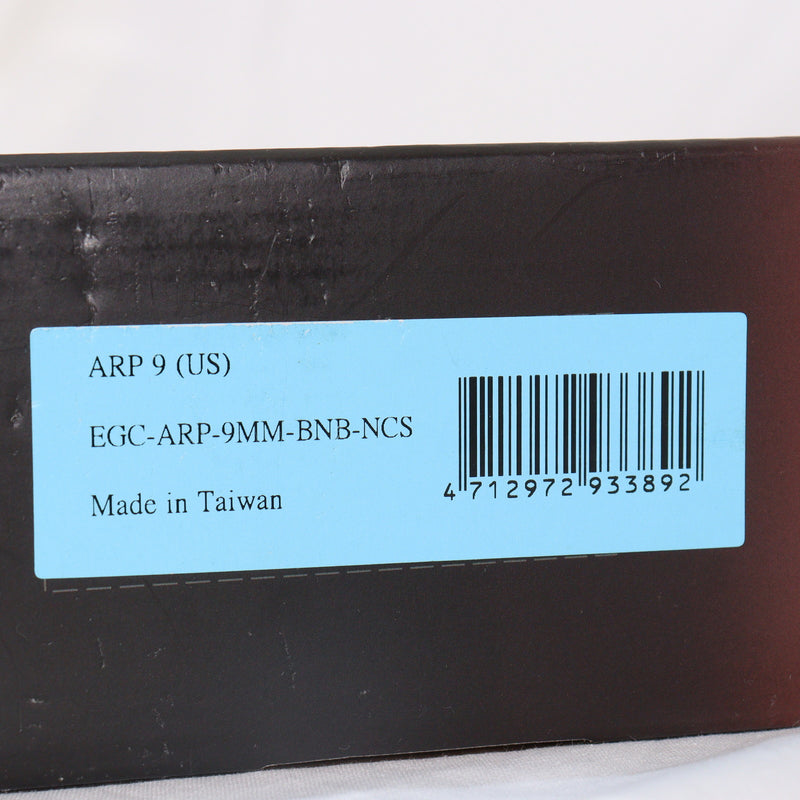 ARP 9 (US)
EGC-ARP-9MM-BNB-NCS
Made in Taiwan
4 712972 933892